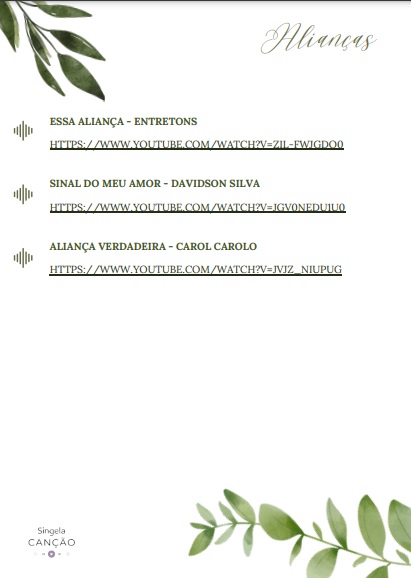 Alianças
ESSA ALIANÇA - ENTRETONS
HTTPS://WWW.YOUTUBE.COM/WATCH?V=ZIL-FWJGDO0
SINAL DO MEU AMOR - DAVIDSON SILVA
HTTPS://WWW.YOUTUBE.COM/WATCH?V=JGV0NEDUIU0
ALIANÇA VERDADEIRA - CAROL CAROLO
HTTPS://WWW.YOUTUBE.COM/WATCH?V=JVJZ_NIUPUG
Singela
CANÇÃO